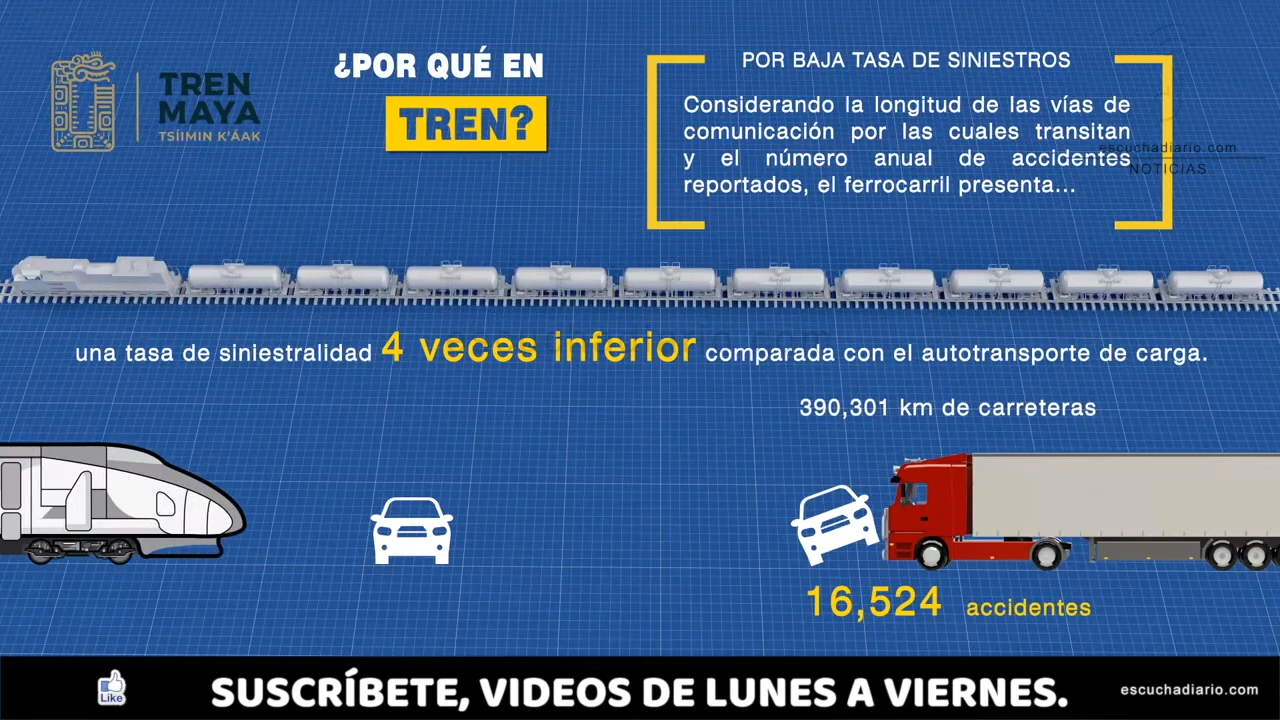 TREN
MAYA
TSÍIMIN K'ÁAK
¿POR QUÉ EN
TREN?
POR BAJA TASA DE SINIESTROS
Considerando la longitud de las vías de
comunicación por las cuales transitan
y el número anual de accidentes
reportados, el ferrocarril presenta...
escuchadiario.com
NOTICIAS
una tasa de siniestralidad 4 veces inferior comparada con el autotransporte de carga.
390,301 km de carreteras
16,524 accidentes
Like
SUSCRÍBETE, VIDEOS DE LUNES A VIERNES.
escuchadiario.com